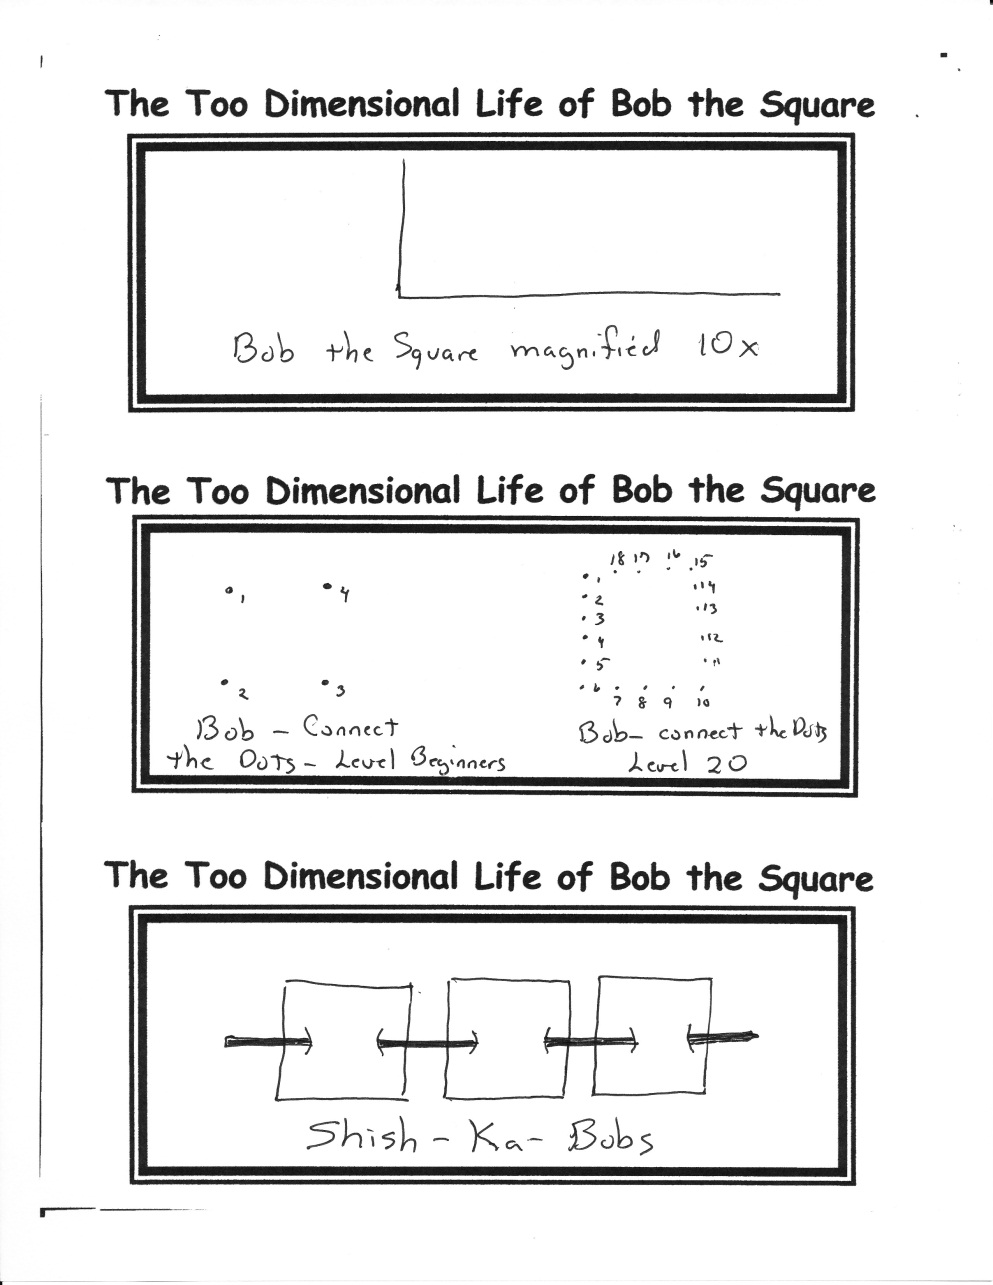 The Too Dimensional Life of Bob the Square
Bob the Square magnified 10x
The Too Dimensional Life of Bob the Square
1
4
2
3
Bob - Connect
the Dots - Level Beginners
18 17 16 15
1
14
2
13
3
4
12
5
11
6
7 8 9 10
Bob - connect the Dots
Level 20
The Too Dimensional Life of Bob the Square
Shish - Ka - Bobs